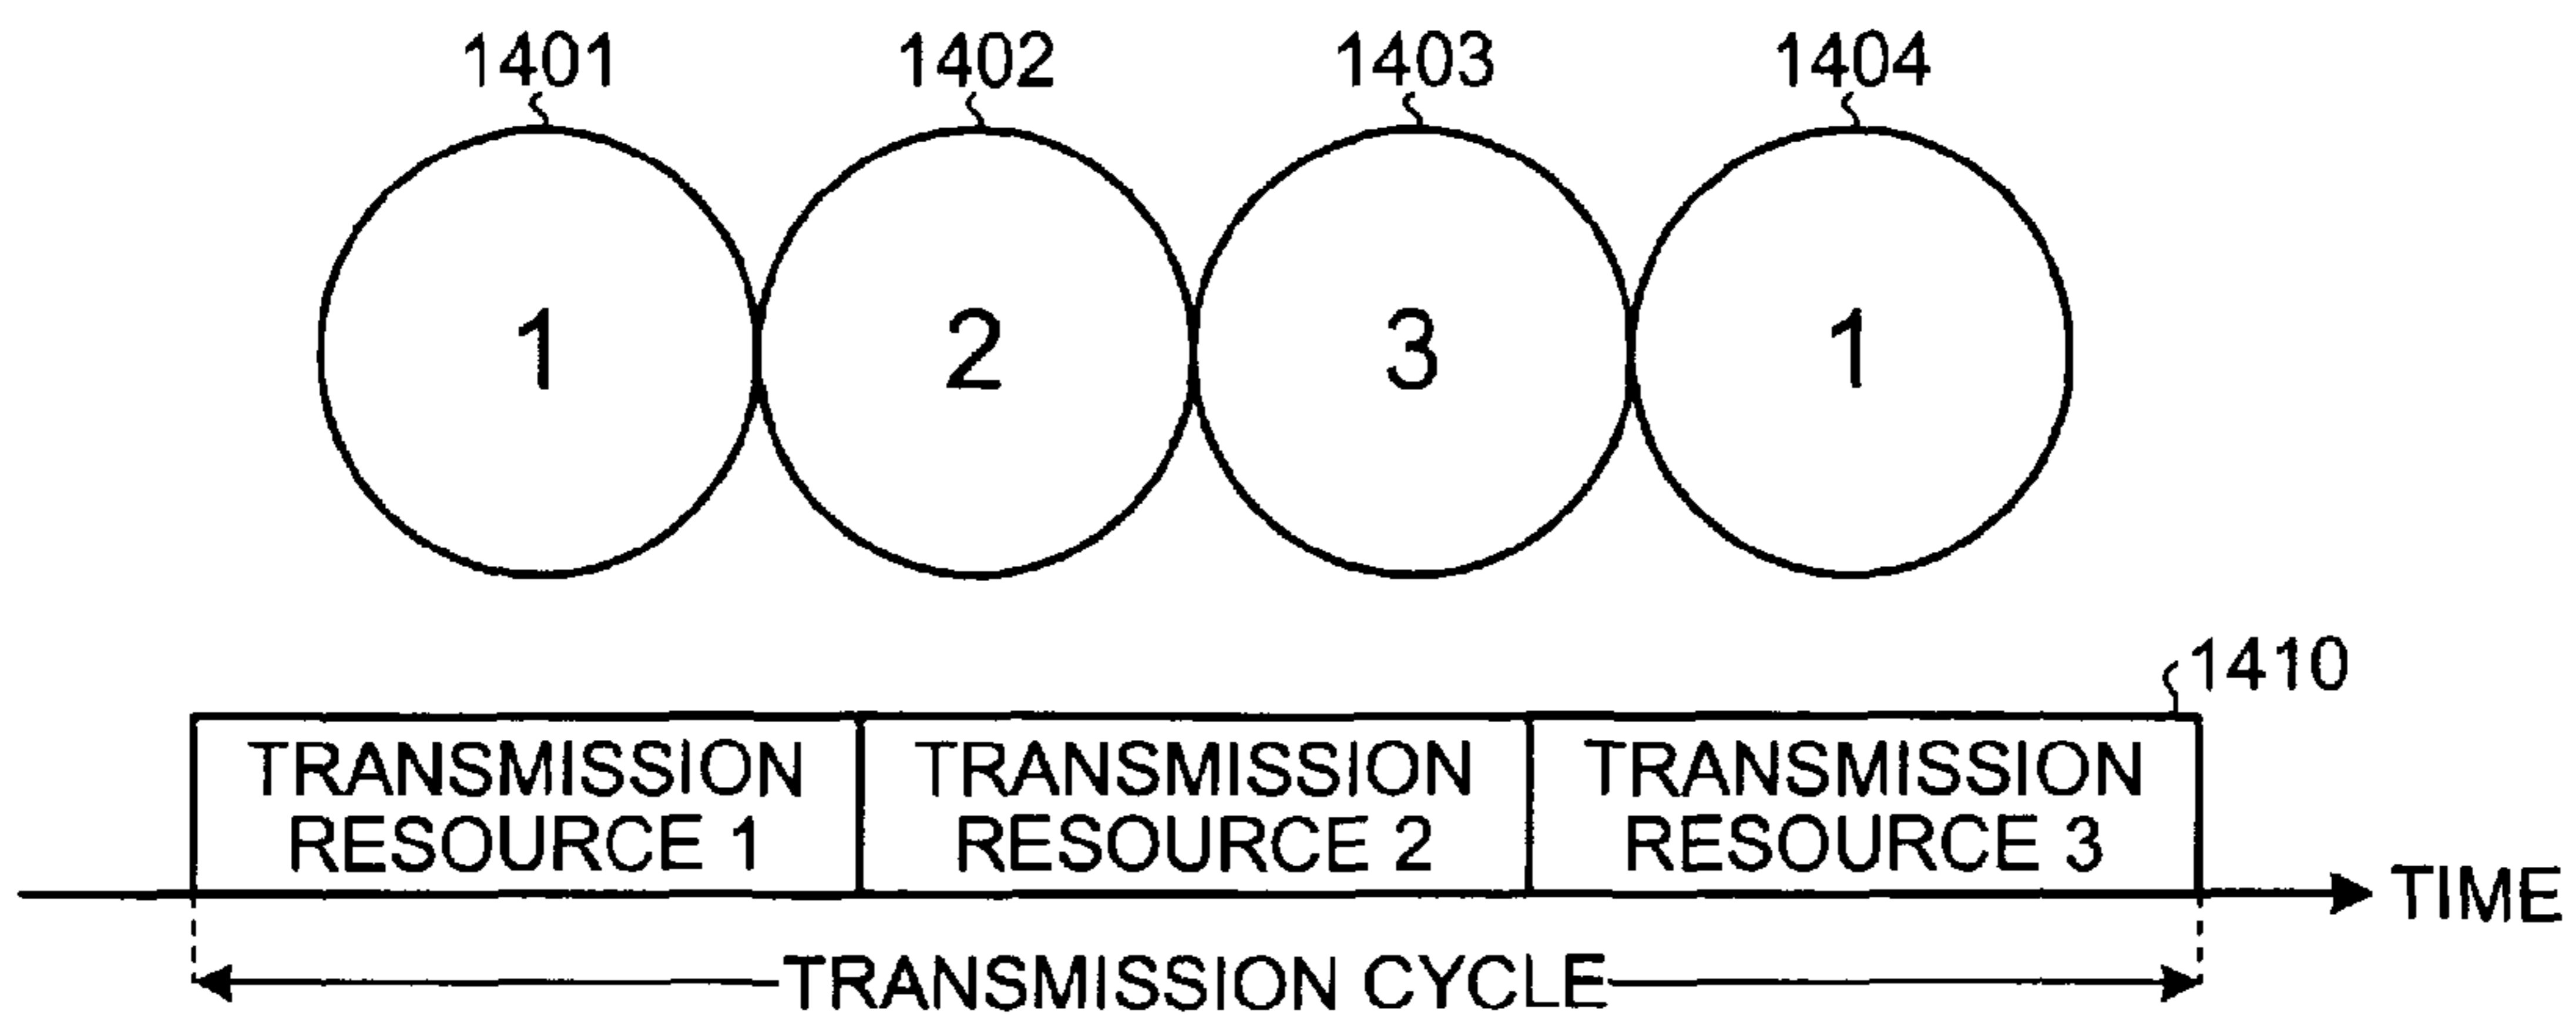 1401 1402 1403 1404
1 2 3 1
1410
TRANSMISSION TRANSMISSION TRANSMISSION
RESOURCE 1 RESOURCE 2 RESOURCE 3
TIME
TRANSMISSION CYCLE